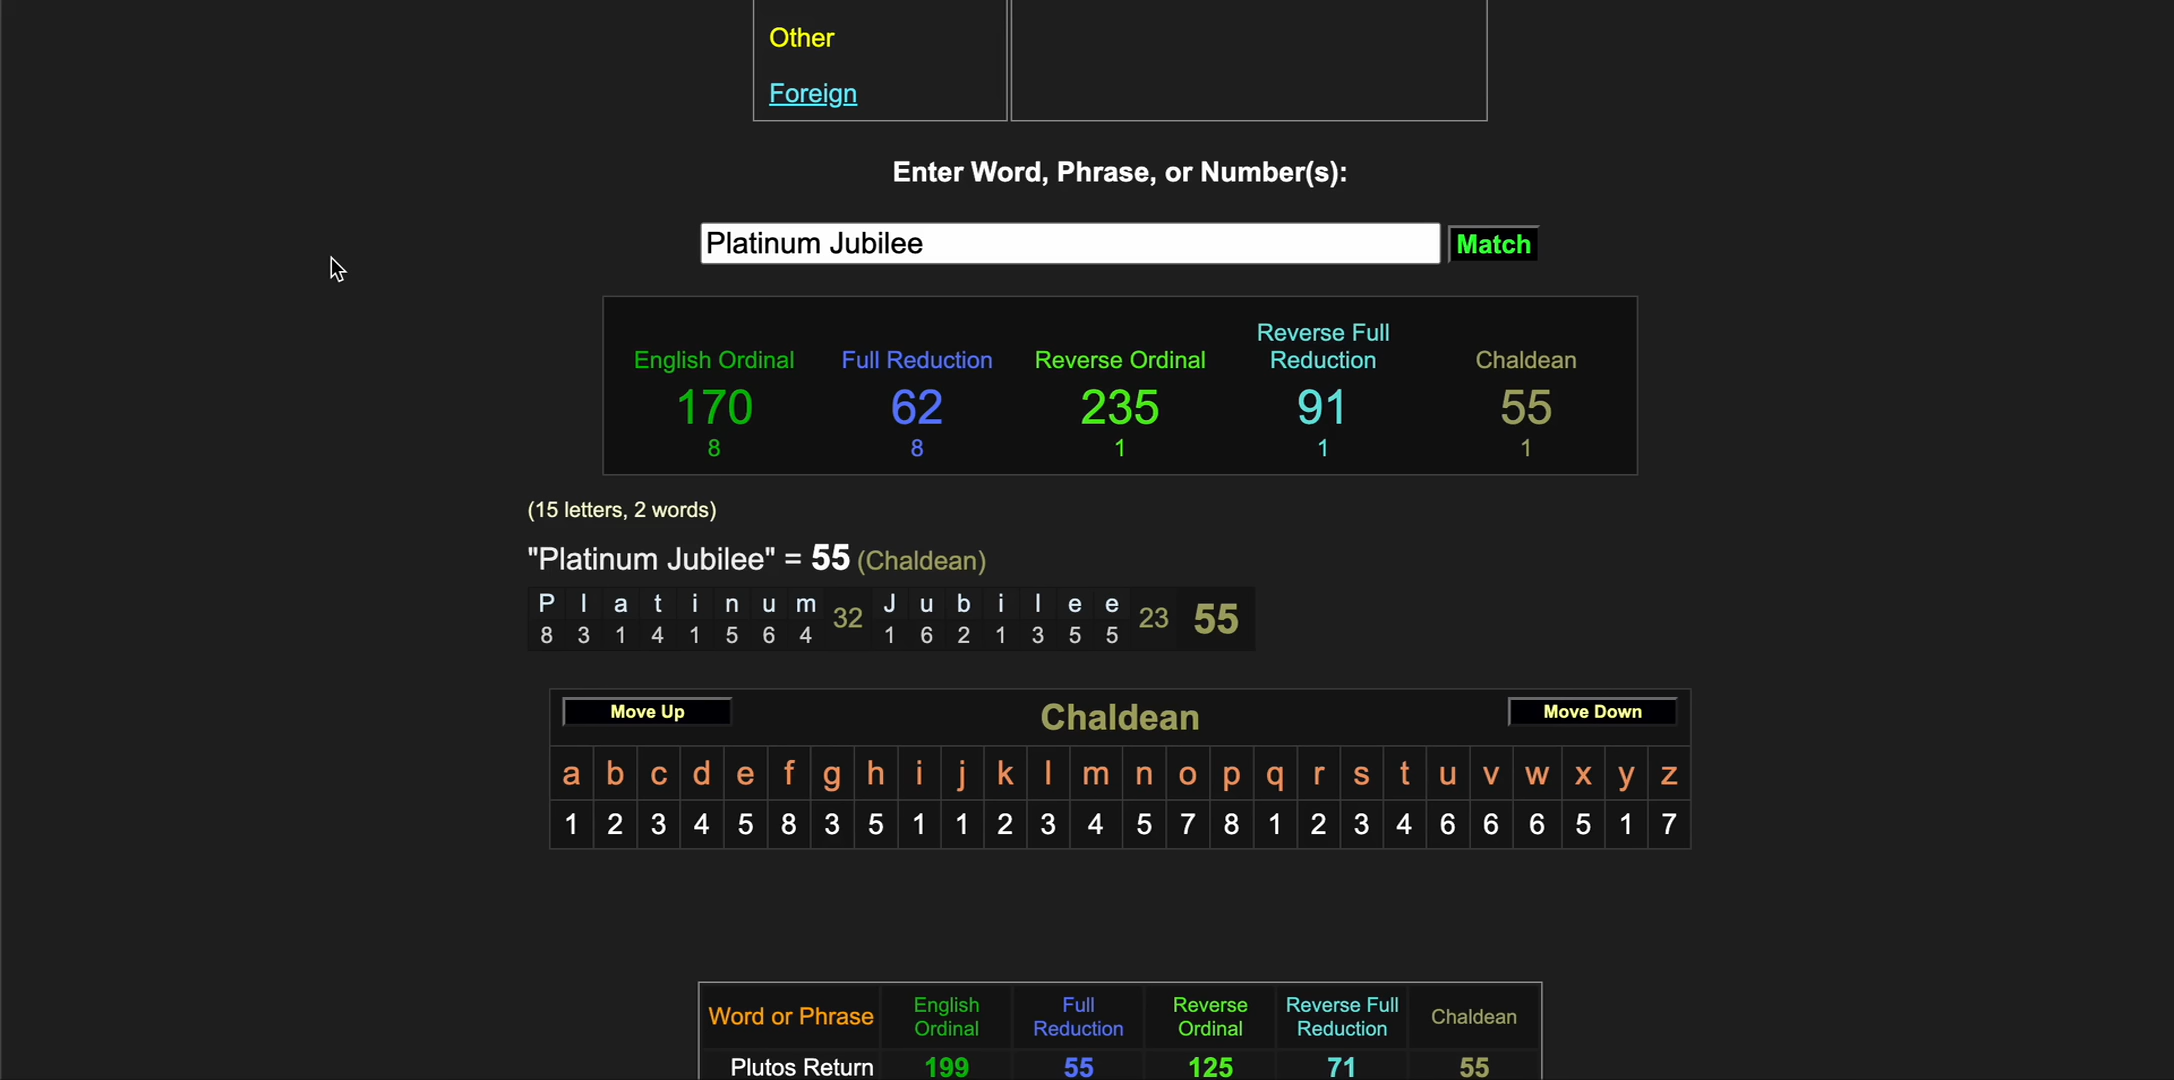 Other
Foreign
Enter Word, Phrase, or Number(s):
Platinum Jubilee Match
English Ordinal Full Reduction Reverse Ordinal Reverse Full Reduction Chaldean
170 62 235 91 55
8 8 1 1 1
(15 letters, 2 words)
"Platinum Jubilee" = 55 (Chaldean)
P l a t i n u m 32 J u b i l e e 23 55
8 3 1 4 1 5 6 4 1 6 2 1 3 5 5
Move Up Chaldean Move Down
a b c d e f g h i j k l m n o p q r s t u v w x y z
1 2 3 4 5 8 3 5 1 1 2 3 4 5 7 8 1 2 3 4 6 6 6 5 1 7
Word or Phrase English Ordinal Full Reduction Reverse Ordinal Reverse Full Reduction Chaldean
Plutos Return 199 55 125 71 55